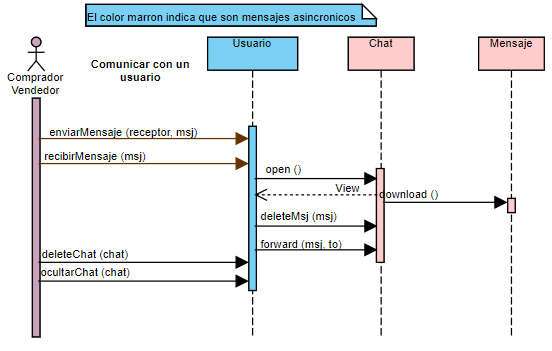 El color marron indica que son mensajes asincronicos
Usuario
Chat
Mensaje
Comprador
Vendedor
Comunicar con un
usuario
enviarMensaje (receptor, msj)
recibirMensaje (msj)
open ()
View
download ()
deleteMsj (msj)
forward (msj, to)
deleteChat (chat)
ocultarChat (chat)